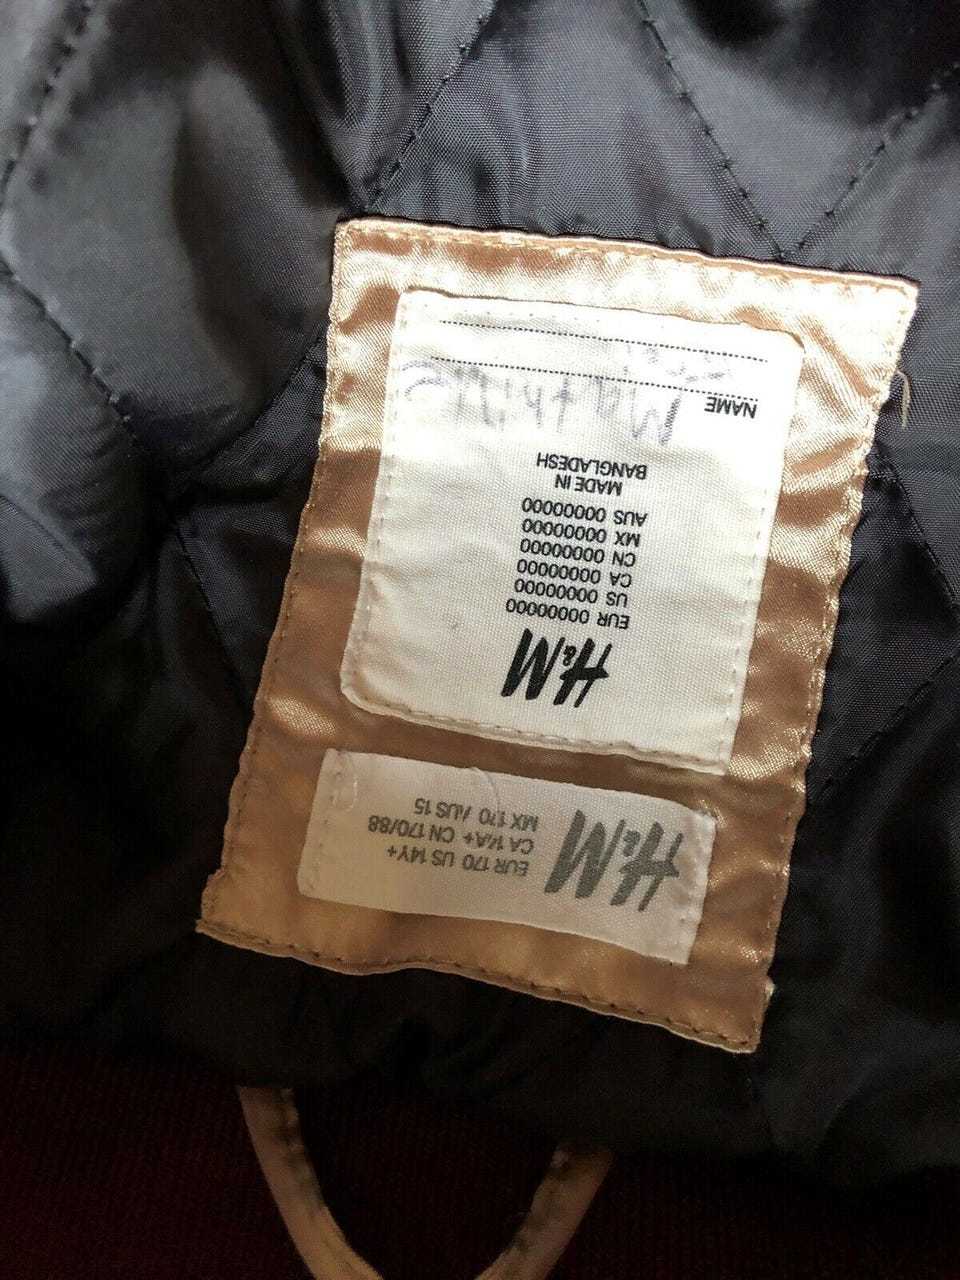 H&M
EUR 170 US 14Y+
CA 14A+ CN 170/88
MX 170 AUS 15
H&M
EUR 00000000
US 00000000
CA 00000000
CN 00000000
MX 00000000
AUS 00000000
MADE IN
BANGLADESH
NAME Mathilde